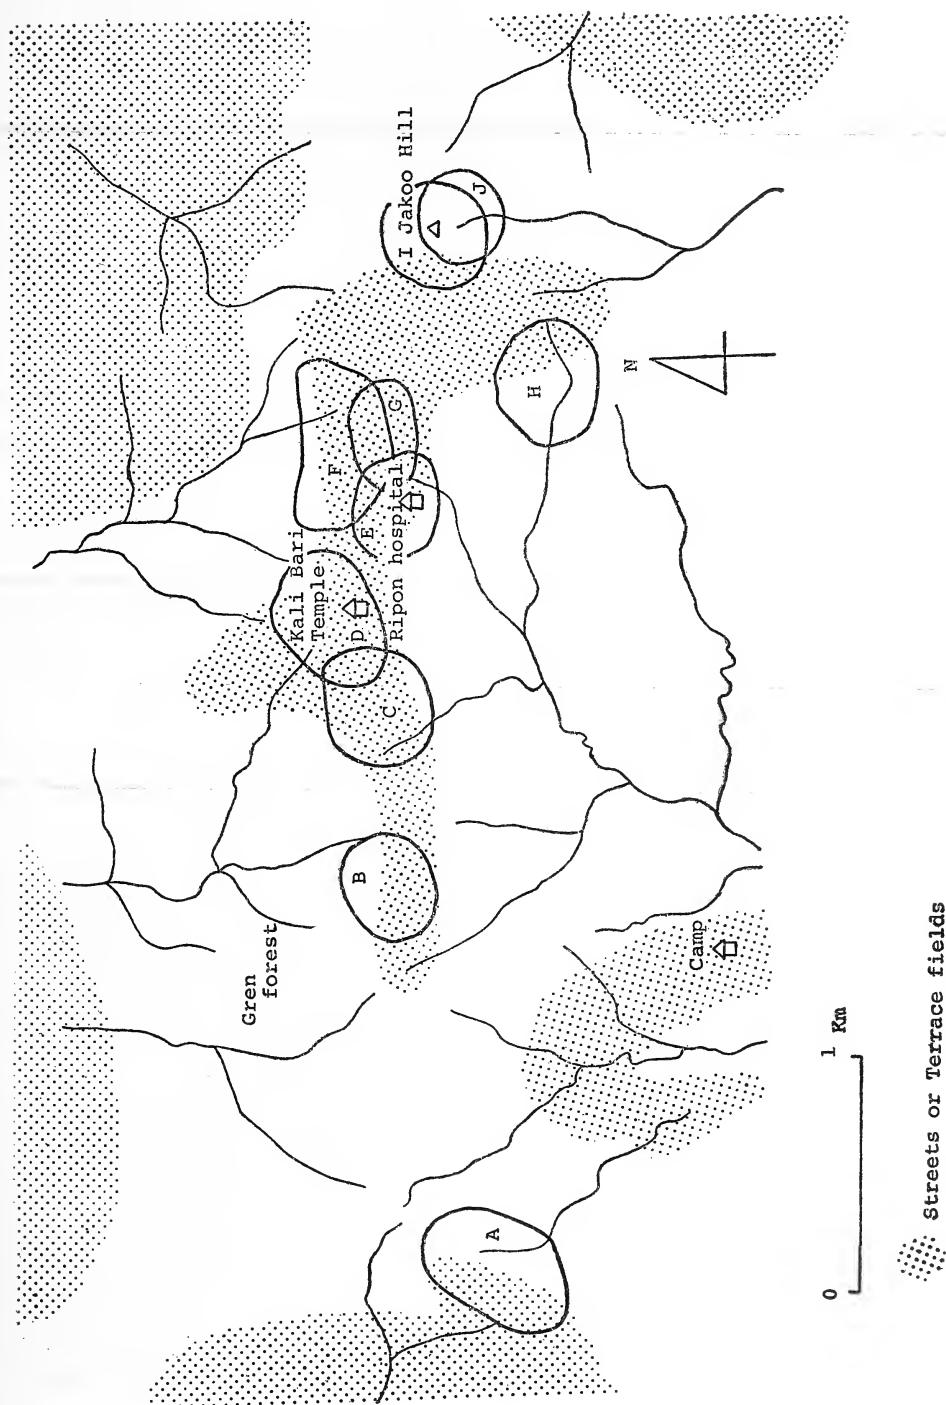 Gren
forest
Kali Bari
Temple
I Jakoo Hill
J
F
G
E
D
Ripon hospital
C
B
A
H
N
Camp
0 1
Km
Streets or Terrace fields